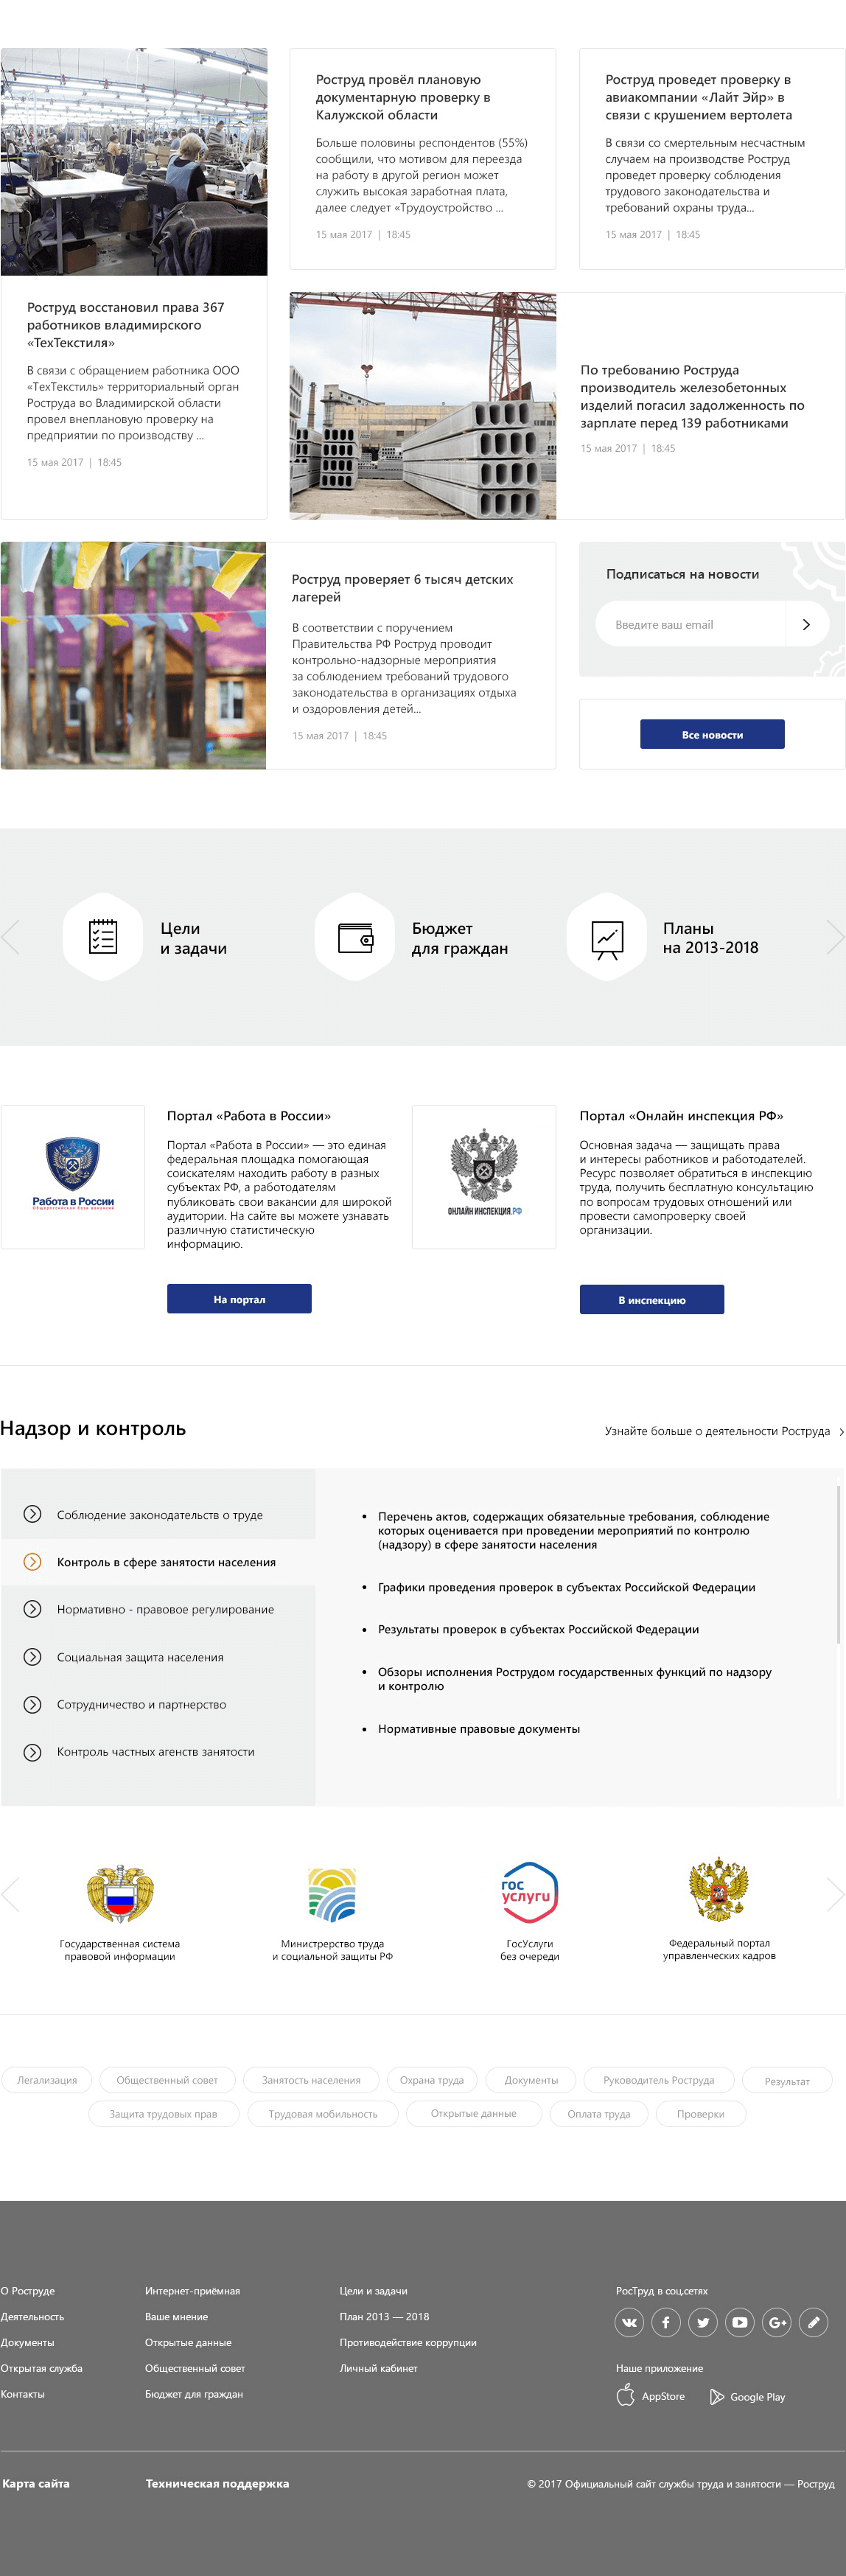 Роструд провёл плановую
документарную проверку в
Калужской области
Больше половины респондентов (55%)
сообщили, что мотивом для переезда
на работу в другой регион может
служить высокая заработная плата,
далее следует «Трудоустройство ...
15 мая 2017 | 18:45
Роструд проведет проверку в
авиакомпании «Лайт Эйр» в
связи с крушением вертолета
В связи со смертельным несчастным
случаем на производстве Роструд
проведет проверку соблюдения
трудового законодательства и
требований охраны труда...
15 мая 2017 | 18:45
Роструд восстановил права 367
работников владимирского
«ТехТекстиля»
В связи с обращением работника ООО
«ТехТекстиль» территориальный орган
Роструда во Владимирской области
провел внеплановую проверку на
предприятии по производству ...
15 мая 2017 | 18:45
По требованию Роструда
производитель железобетонных
изделий погасил задолженность по
зарплате перед 139 работниками
15 мая 2017 | 18:45
Роструд проверяет 6 тысяч детских
лагерей
В соответствии с поручением
Правительства РФ Роструд проводит
контрольно-надзорные мероприятия
за соблюдением требований трудового
законодательства в организациях отдыха
и оздоровления детей...
15 мая 2017 | 18:45
Подписаться на новости
Введите ваш email
Все новости
Цели
и задачи
Бюджет
для граждан
Планы
на 2013-2018
Работа в России
Общероссийская база вакансий
Портал «Работа в России»
Портал «Работа в России» — это единая
федеральная площадка помогающая
соискателям находить работу в разных
субъектах РФ, а работодателям
публиковать свои вакансии для широкой
аудитории. На сайте вы можете узнавать
различную статистическую
информацию.
На портал
ОНЛАЙН ИНСПЕКЦИЯ.РФ
Портал «Онлайн инспекция РФ»
Основная задача — защищать права
и интересы работников и работодателей.
Ресурс позволяет обратиться в инспекцию
труда, получить бесплатную консультацию
по вопросам трудовых отношений или
провести самопроверку своей
организации.
В инспекцию
Надзор и контроль
Узнайте больше о деятельности Роструда
Соблюдение законодательств о труде
Контроль в сфере занятости населения
Нормативно - правовое регулирование
Социальная защита населения
Сотрудничество и партнерство
Контроль частных агенств занятости
• Перечень актов, содержащих обязательные требования, соблюдение
которых оценивается при проведении мероприятий по контролю
(надзору) в сфере занятости населения
• Графики проведения проверок в субъектах Российской Федерации
• Результаты проверок в субъектах Российской Федерации
• Обзоры исполнения Рострудом государственных функций по надзору
и контролю
• Нормативные правовые документы
Государственная система
правовой информации
Министрерство труда
и социальной защиты РФ
гос
услуги
ГосУслуги
без очереди
Федеральный портал
управленческих кадров
Легализация
Общественный совет
Занятость населения
Охрана труда
Документы
Руководитель Роструда
Результат
Защита трудовых прав
Трудовая мобильность
Открытые данные
Оплата труда
Проверки
О Роструде
Деятельность
Документы
Открытая служба
Контакты
Интернет-приёмная
Ваше мнение
Открытые данные
Общественный совет
Бюджет для граждан
Цели и задачи
План 2013 — 2018
Противодействие коррупции
Личный кабинет
РосТруд в соц.сетях
Наше приложение
AppStore
Google Play
Карта сайта
Техническая поддержка
© 2017 Официальный сайт службы труда и занятости — Роструд